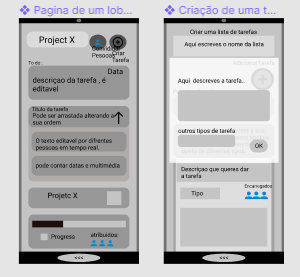 Pagina de um lob...
Project X
Convidar
Pessoas
Criar
Tarefa
To do :
Data
descriçao da tarefa , é
editavel
Titulo da tarefa
Pode ser arrastada alterando a
sua ordem
O texto editavel por difrentes
pessoas em tempo real.
pode contar datas e multimédia
Projetc X
Progress
atribuidos:
<<<
Criação de uma t...
Criar uma lista de tarefas
Aqui escreves o nome da lista
Adicionar Tarefa
Aqui descreves a tarefa..
outros tipos de tarefa
OK
Descriçao que queres dar
a tarefa
Tipo
Encarregados
<<<